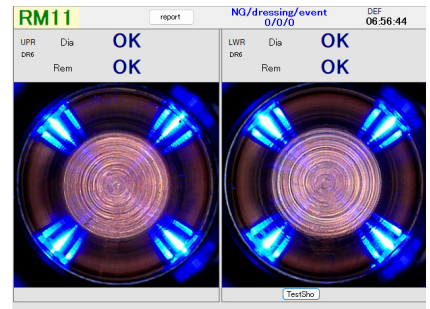 RM11
report
NG/dressing/event
0/0/0
DEF
06:56:44
UPR Dia OK
DR6
Rem OK
LWR Dia OK
DR6
Rem OK
TestSho